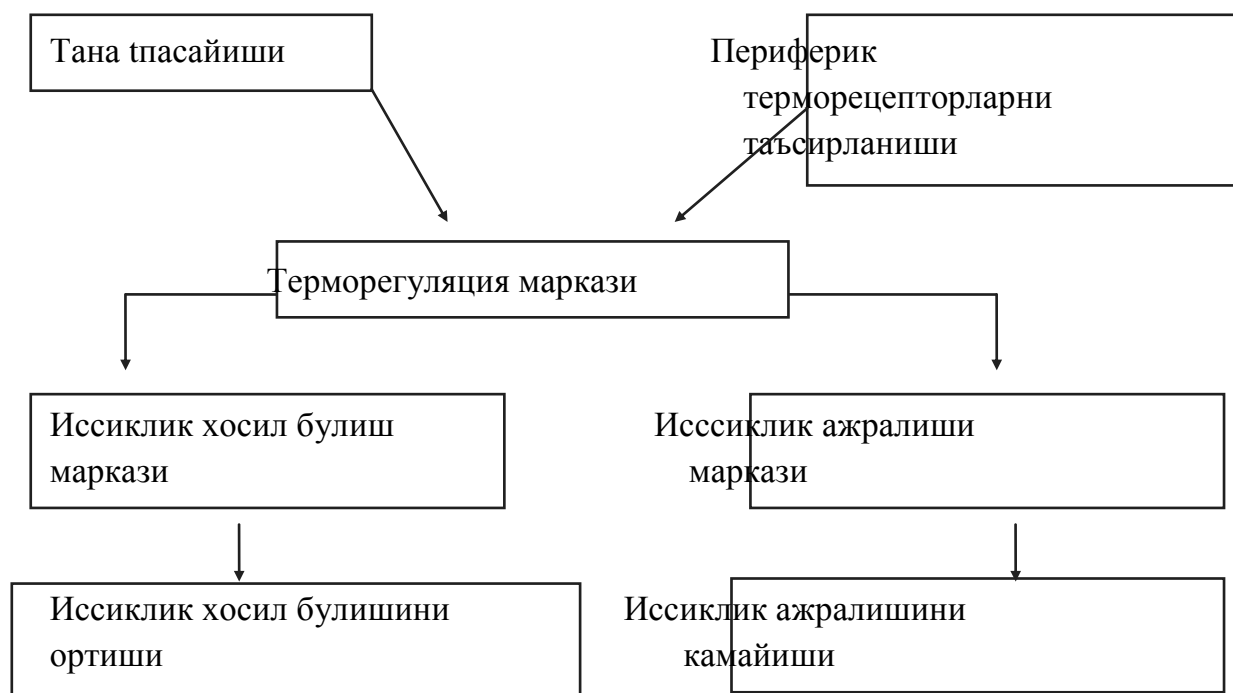 Тана tпасайиши
Периферик
терморецепторларни
таъсирланиши
Терморегуляция маркази
Иссиклик хосил булиш
маркази
Исссиклик ажралиши
маркази
Иссиклик хосил булишини
ортиши
Иссиклик ажралишини
камайиши